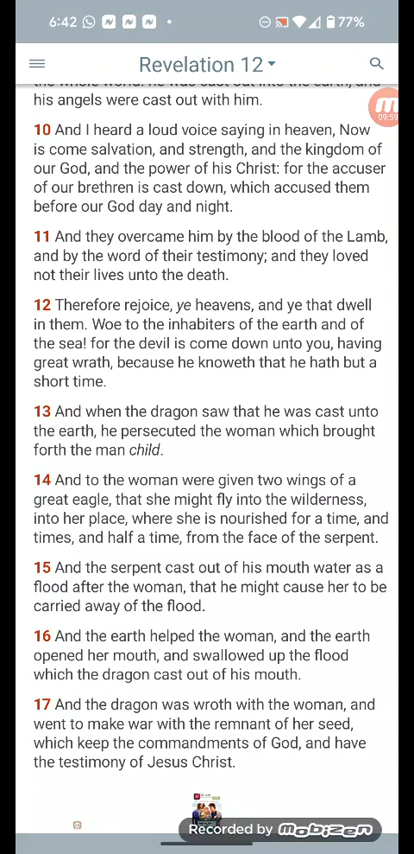 6:42
77%
Revelation 12
his angels were cast out with him.
09:59
10 And I heard a loud voice saying in heaven, Now
is come salvation, and strength, and the kingdom of
our God, and the power of his Christ: for the accuser
of our brethren is cast down, which accused them
before our God day and night.
11 And they overcame him by the blood of the Lamb,
and by the word of their testimony; and they loved
not their lives unto the death.
12 Therefore rejoice, ye heavens, and ye that dwell
in them. Woe to the inhabiters of the earth and of
the sea! for the devil is come down unto you, having
great wrath, because he knoweth that he hath but a
short time.
13 And when the dragon saw that he was cast unto
the earth, he persecuted the woman which brought
forth the man child.
14 And to the woman were given two wings of a
great eagle, that she might fly into the wilderness,
into her place, where she is nourished for a time, and
times, and half a time, from the face of the serpent.
15 And the serpent cast out of his mouth water as a
flood after the woman, that he might cause her to be
carried away of the flood.
16 And the earth helped the woman, and the earth
opened her mouth, and swallowed up the flood
which the dragon cast out of his mouth.
17 And the dragon was wroth with the woman, and
went to make war with the remnant of her seed,
which keep the commandments of God, and have
the testimony of Jesus Christ.
Recorded by mobizen